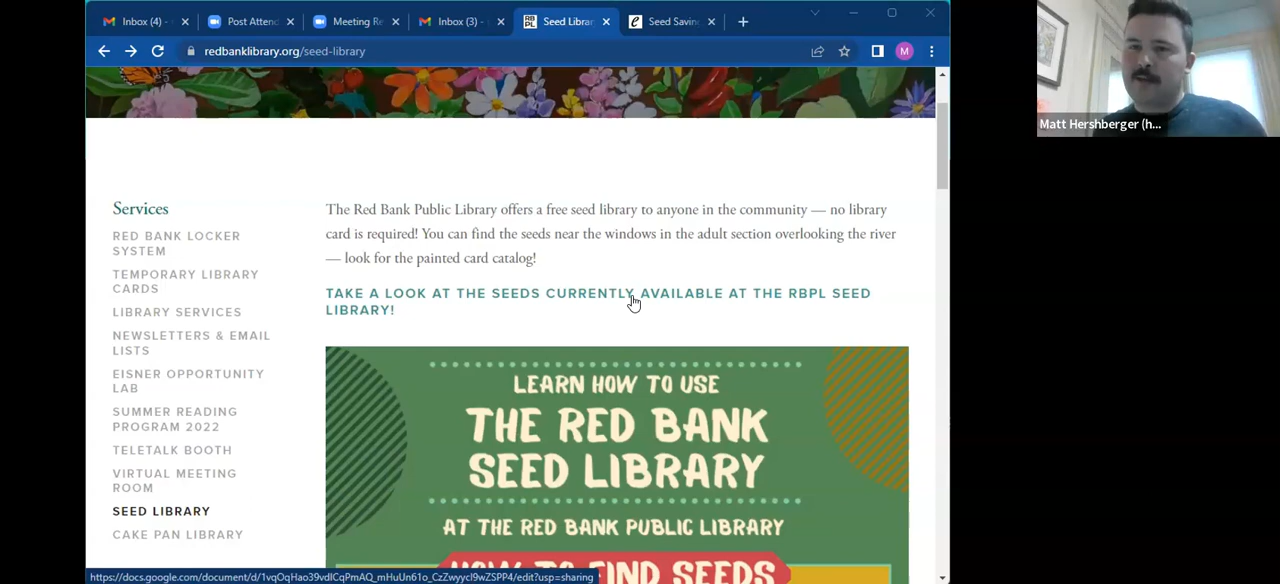 Inbox (4) -
Post Attend
Meeting Re
Inbox (3) -
Seed Librar
Seed Savin
redbanklibrary.org/seed-library
M
Matt Hershberger (h...
Services
RED BANK LOCKER
SYSTEM
TEMPORARY LIBRARY
CARDS
LIBRARY SERVICES
NEWSLETTERS & EMAIL
LISTS
EISNER OPPORTUNITY
LAB
SUMMER READING
PROGRAM 2022
TELETALK BOOTH
VIRTUAL MEETING
ROOM
SEED LIBRARY
CAKE PAN LIBRARY
The Red Bank Public Library offers a free seed library to anyone in the community — no library
card is required! You can find the seeds near the windows in the adult section overlooking the river
— look for the painted card catalog!
TAKE A LOOK AT THE SEEDS CURRENTLY AVAILABLE AT THE RBPL SEED
LIBRARY!
LEARN HOW TO USE
THE RED BANK
SEED LIBRARY
AT THE RED BANK PUBLIC LIBRARY
HOW TO FIND SEEDS